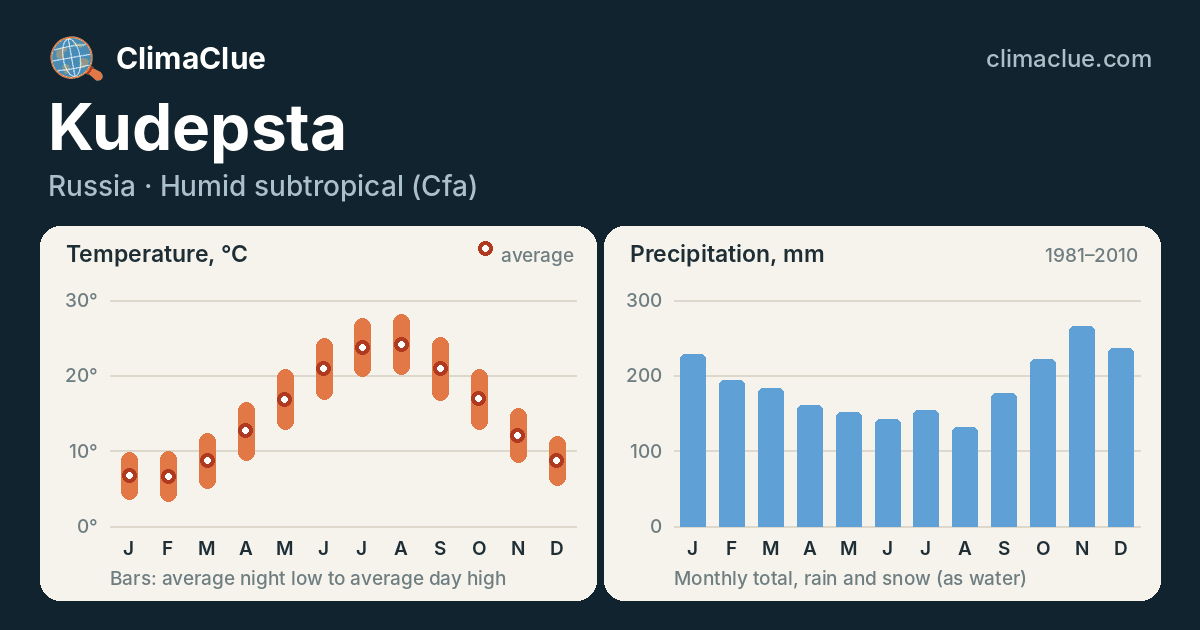 ClimaClue
climaclue.com
Kudepsta
Russia · Humid subtropical (Cfa)
Temperature, °C
average
30°
20°
10°
0°
J F M A M J J A S O N D
Bars: average night low to average day high
Precipitation, mm
1981–2010
300
200
100
0
J F M A M J J A S O N D
Monthly total, rain and snow (as water)